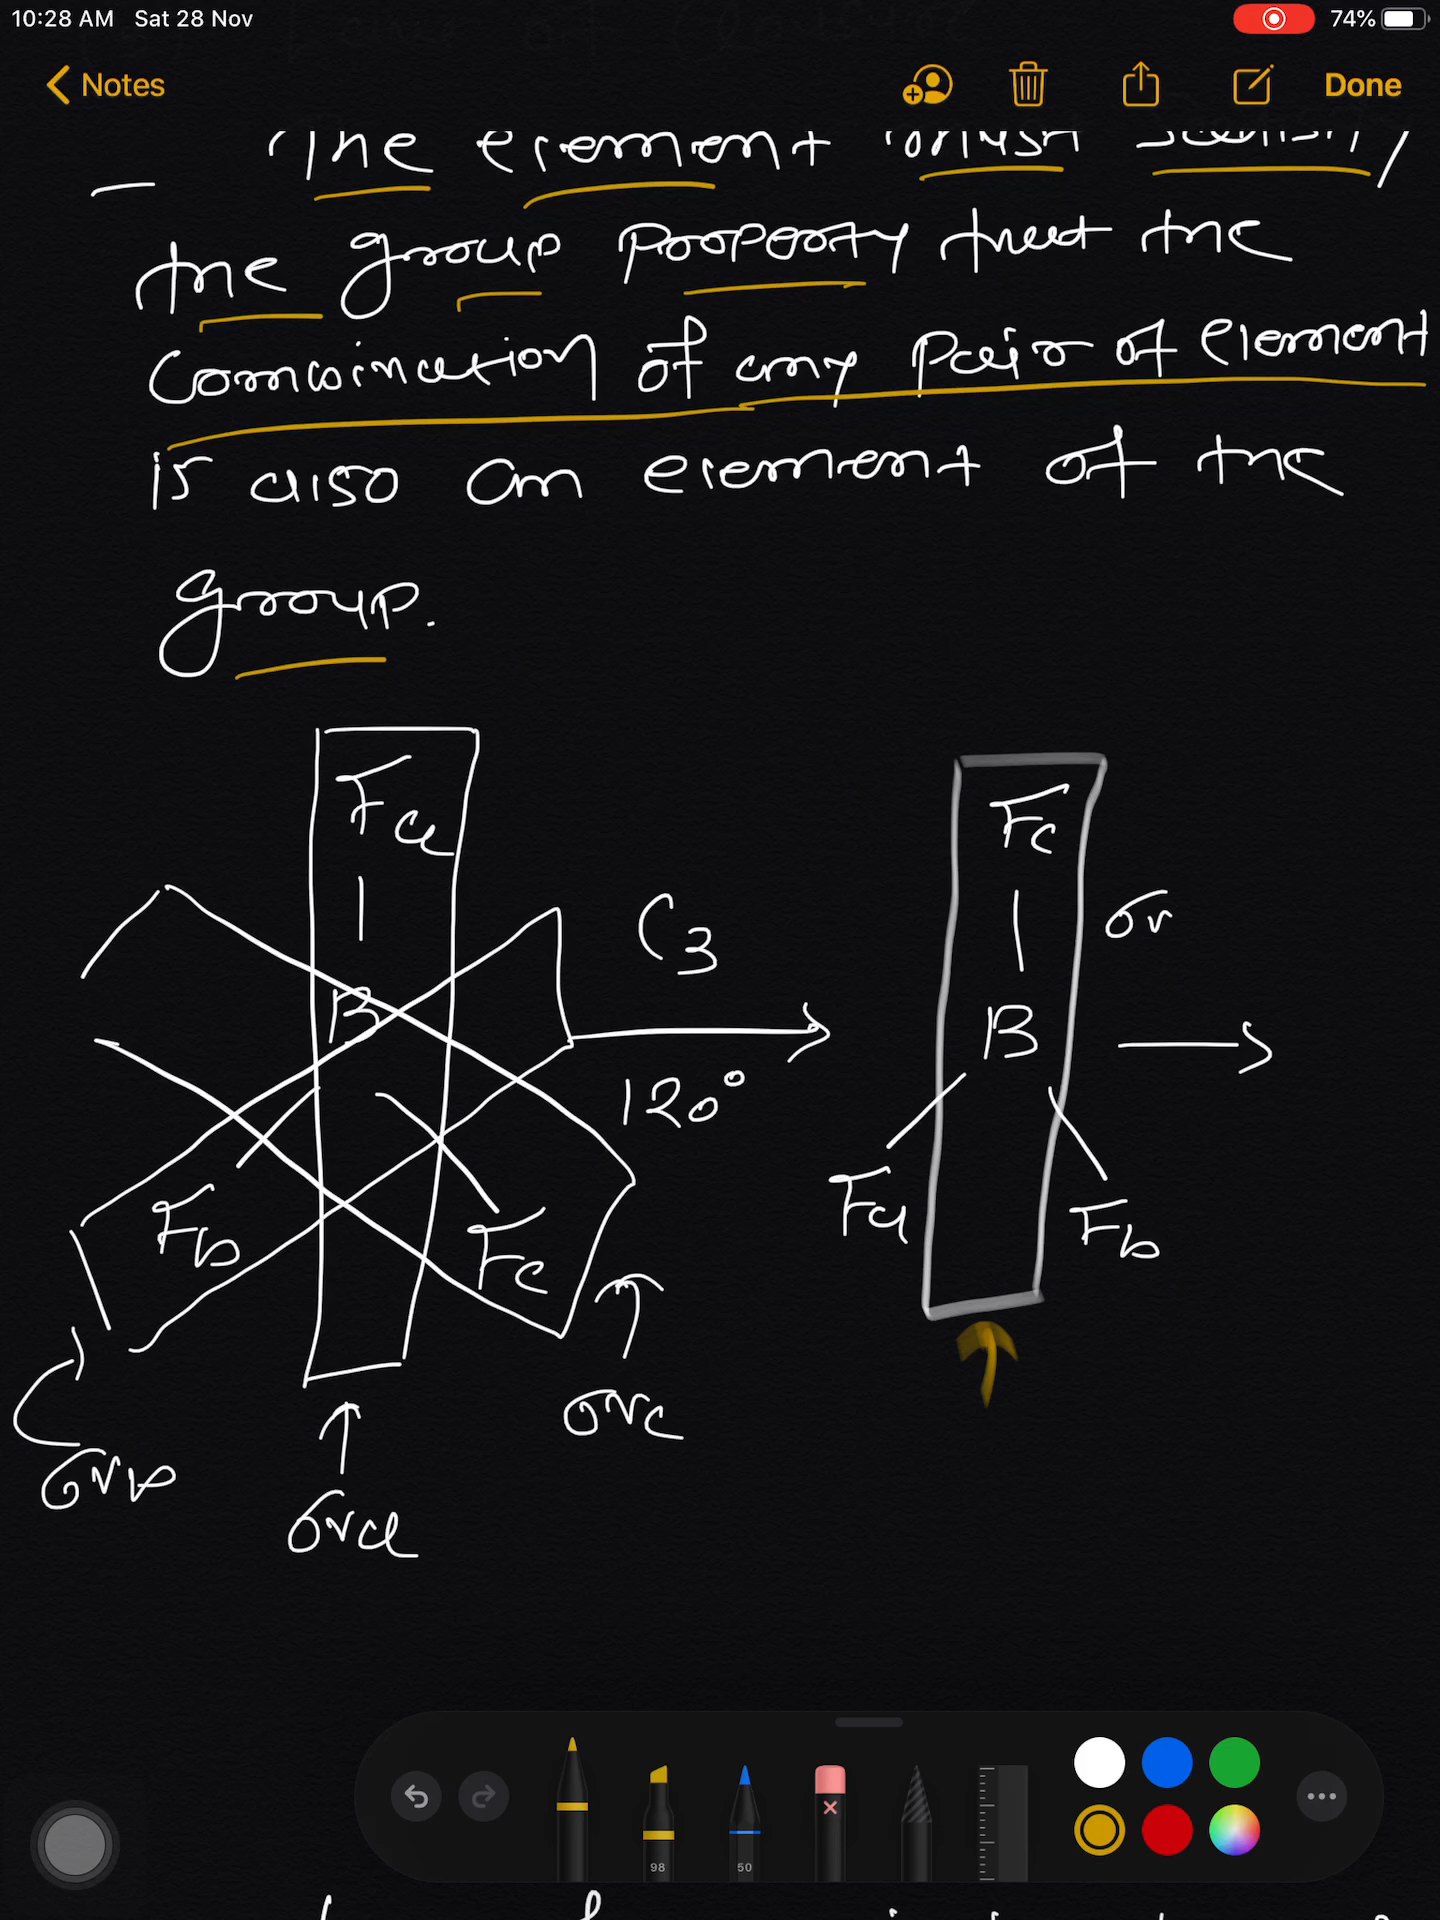 10:28 AM Sat 28 Nov 74%
Notes Done
The element must satisfy
the group property that the
combination of any pair of element
is also an element of the
group.
Fa
B
Fb Fc
C3
120°
σva
σvb
σvc
Fc
σv
B
Fa Fb
98 50